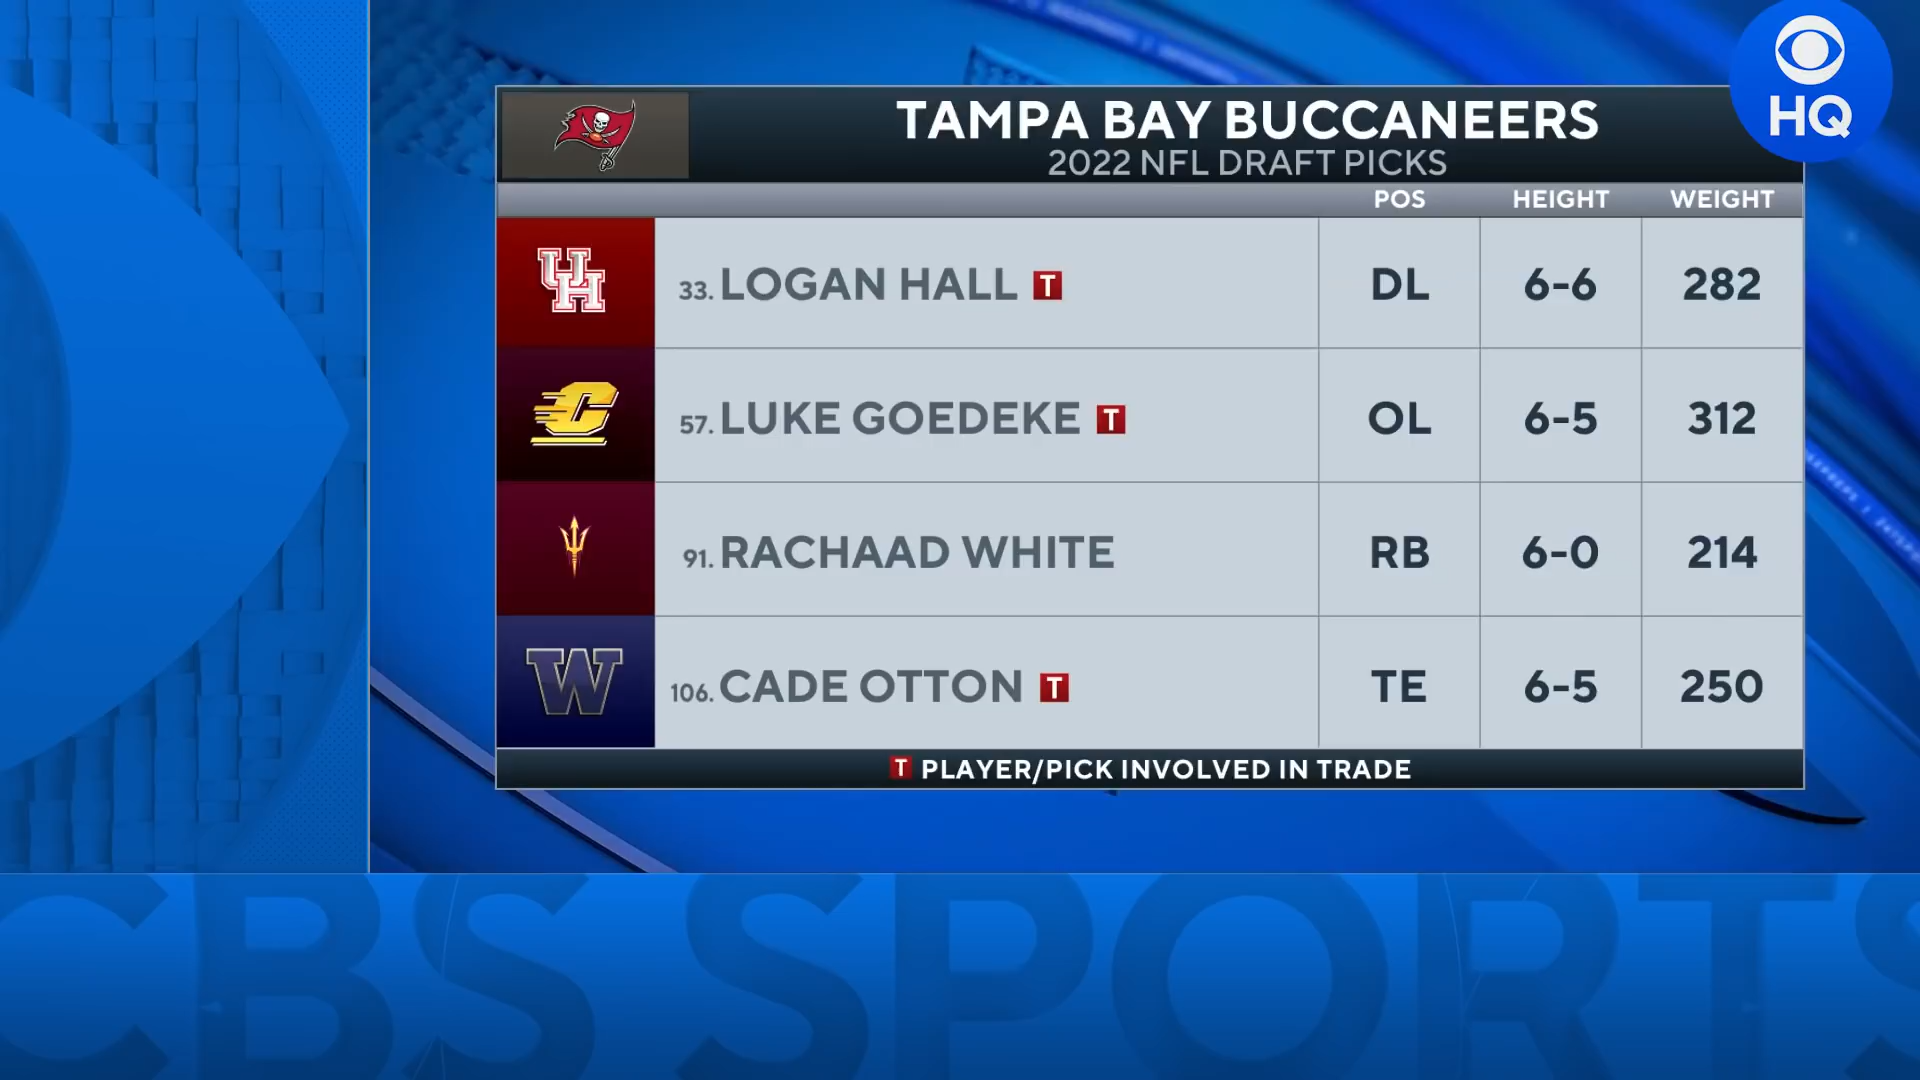 HQ
TAMPA BAY BUCCANEERS
2022 NFL DRAFT PICKS
POS HEIGHT WEIGHT
UH
33. LOGAN HALL T DL 6-6 282
C
57. LUKE GOEDEKE T OL 6-5 312
91. RACHAAD WHITE RB 6-0 214
W
106. CADE OTTON T TE 6-5 250
T PLAYER/PICK INVOLVED IN TRADE
CBS SPORTS